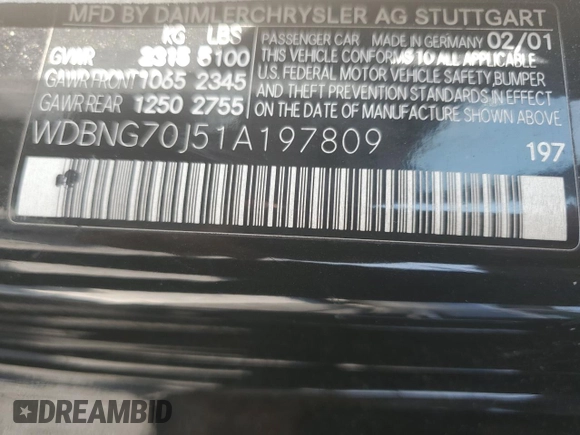 MFD BY DAIMLERCHRYSLER AG STUTTGART
KG LBS
GVWR 2315 5100
GAWR FRONT 1065 2345
GAWR REAR 1250 2755
PASSENGER CAR MADE IN GERMANY 02/01
THIS VEHICLE CONFORMS TO ALL APPLICABLE
U.S. FEDERAL MOTOR VEHICLE SAFETY, BUMPER
AND THEFT PREVENTION STANDARDS IN EFFECT
ON THE DATE OF MANUFACTURE SHOWN ABOVE
WDBNG70J51A197809
197
DREAMBID